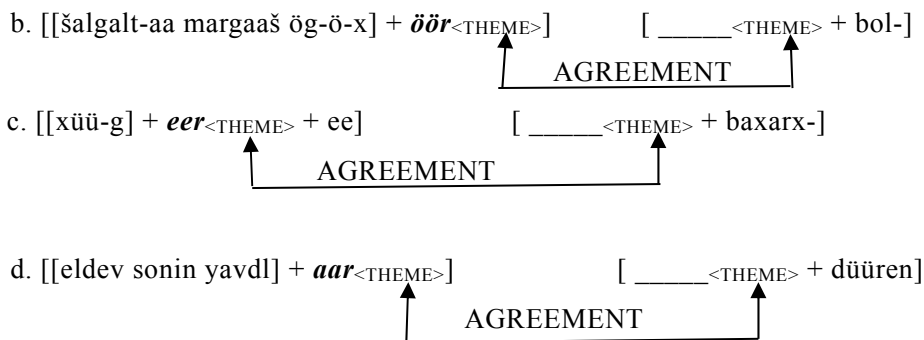 b. [[šalgalt-aa margaaš ög-ö-x] + öör<THEME>] [ _____<THEME> + bol-]
AGREEMENT
c. [[xüü-g] + eer<THEME> + ee] [ _____<THEME> + baxarx-]
AGREEMENT
d. [[eldev sonin yavdl] + aar<THEME>] [ _____<THEME> + düüren]
AGREEMENT